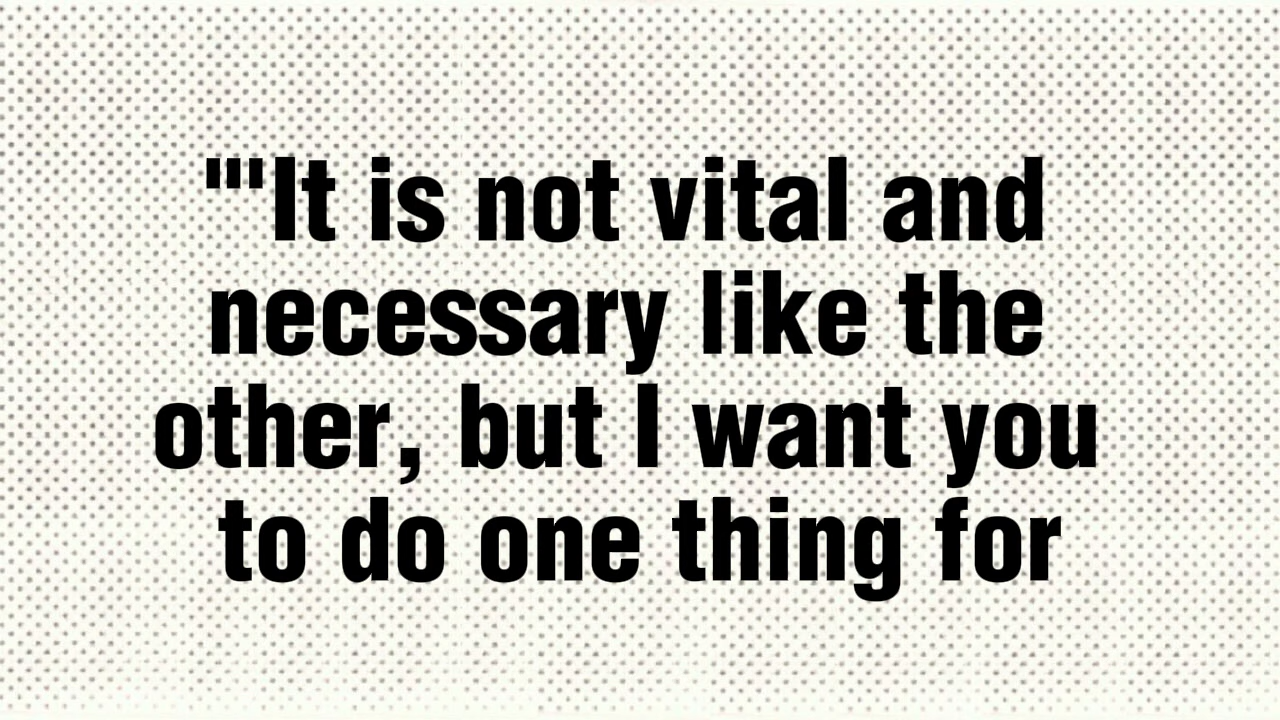 "'It is not vital and
necessary like the
other, but I want you
to do one thing for